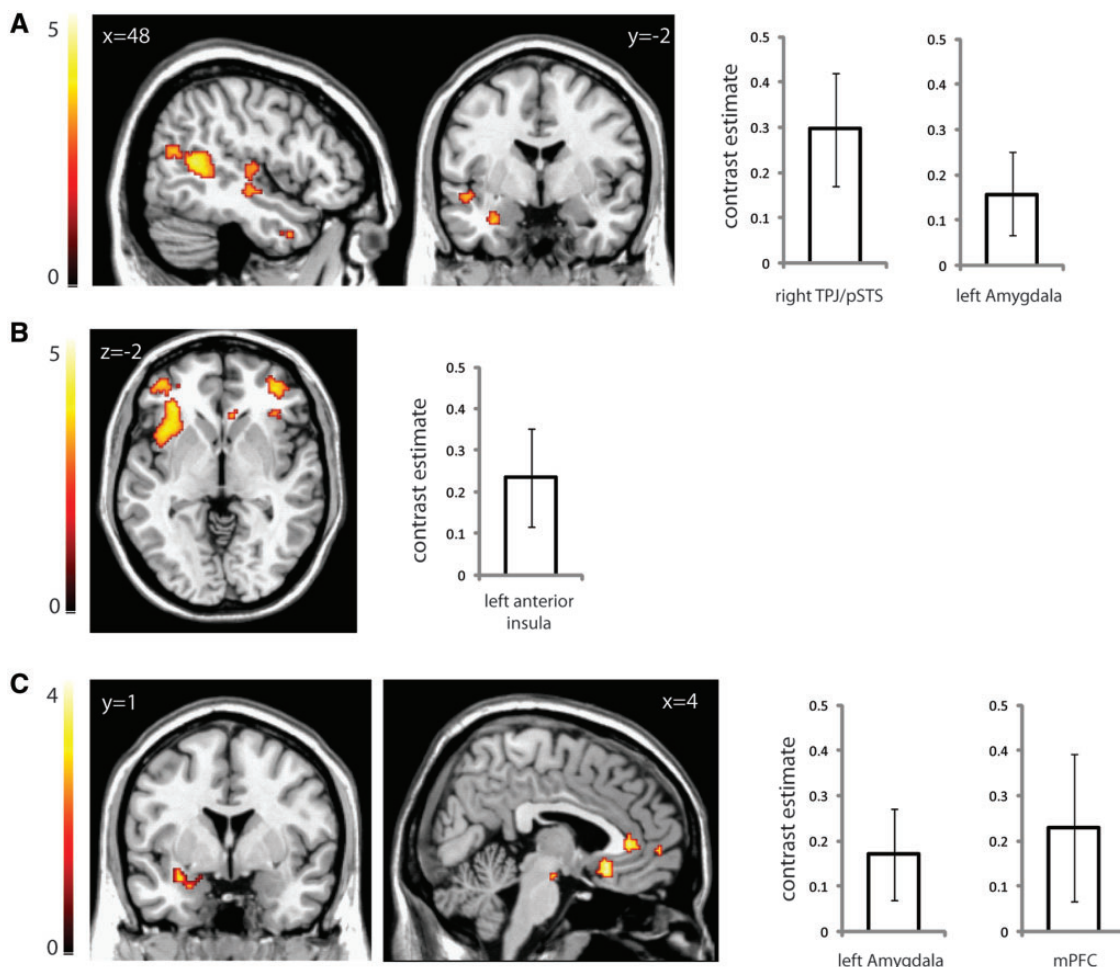 A
5
0
x=48
y=-2
contrast estimate
0.5
0.4
0.3
0.2
0.1
0
right TPJ/pSTS
0.5
0.4
0.3
0.2
0.1
0
left Amygdala
B
5
0
z=-2
contrast estimate
0.5
0.4
0.3
0.2
0.1
0
left anterior
insula
C
4
0
y=1
x=4
contrast estimate
0.5
0.4
0.3
0.2
0.1
0
left Amygdala
0.5
0.4
0.3
0.2
0.1
0
mPFC